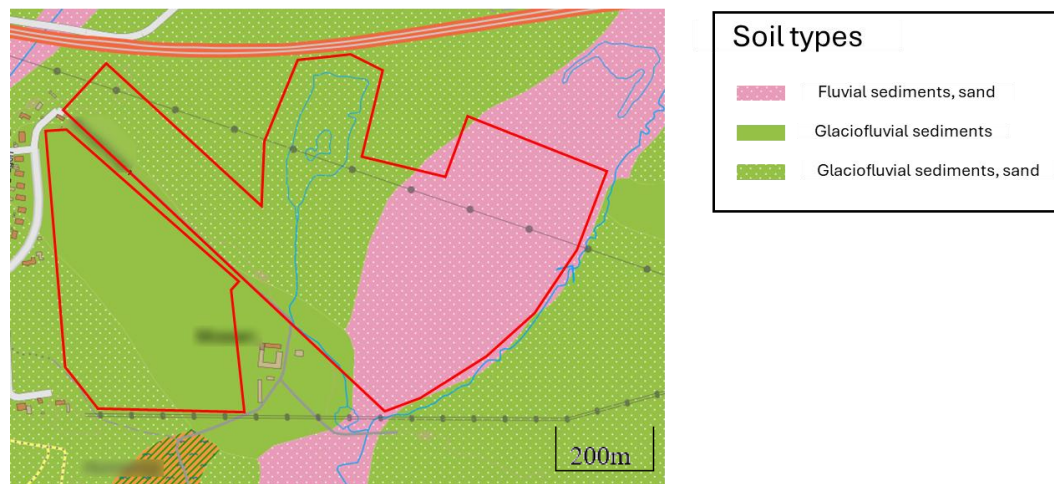 Soil types
Fluvial sediments, sand
Glaciofluvial sediments
Glaciofluvial sediments, sand
200m